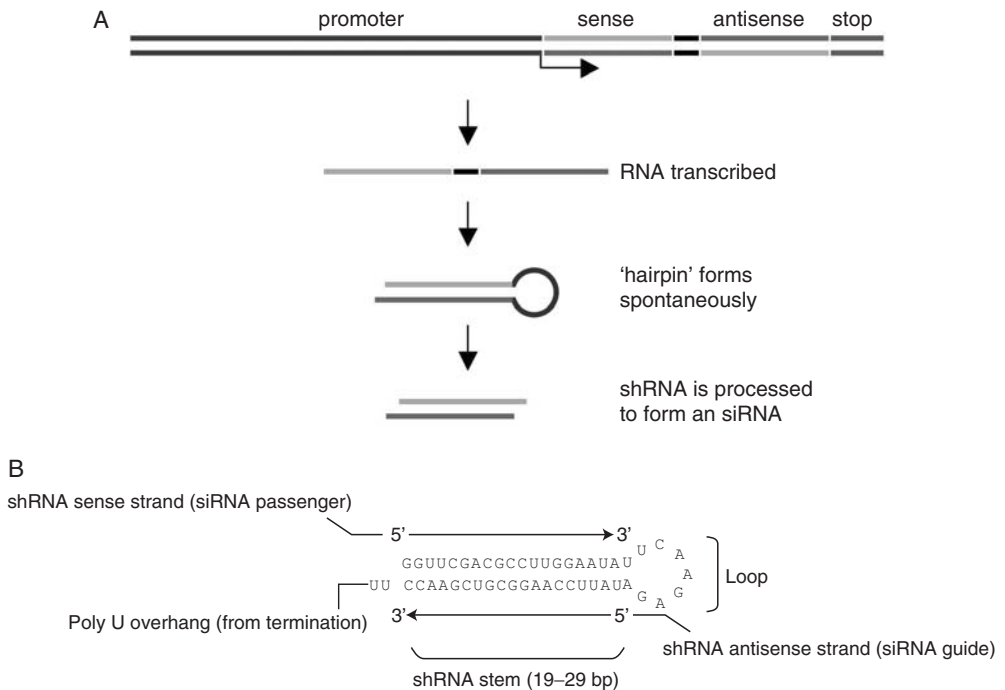 A
promoter sense antisense stop
RNA transcribed
'hairpin' forms
spontaneously
shRNA is processed
to form an siRNA
B
shRNA sense strand (siRNA passenger)
5' 3'
GGUUCGACGCCUUGGAAUAU UCAAGAGA
UU CCAAGCUGCGGAACCUUAUA
Loop
Poly U overhang (from termination)
3' 5'
shRNA antisense strand (siRNA guide)
shRNA stem (19–29 bp)